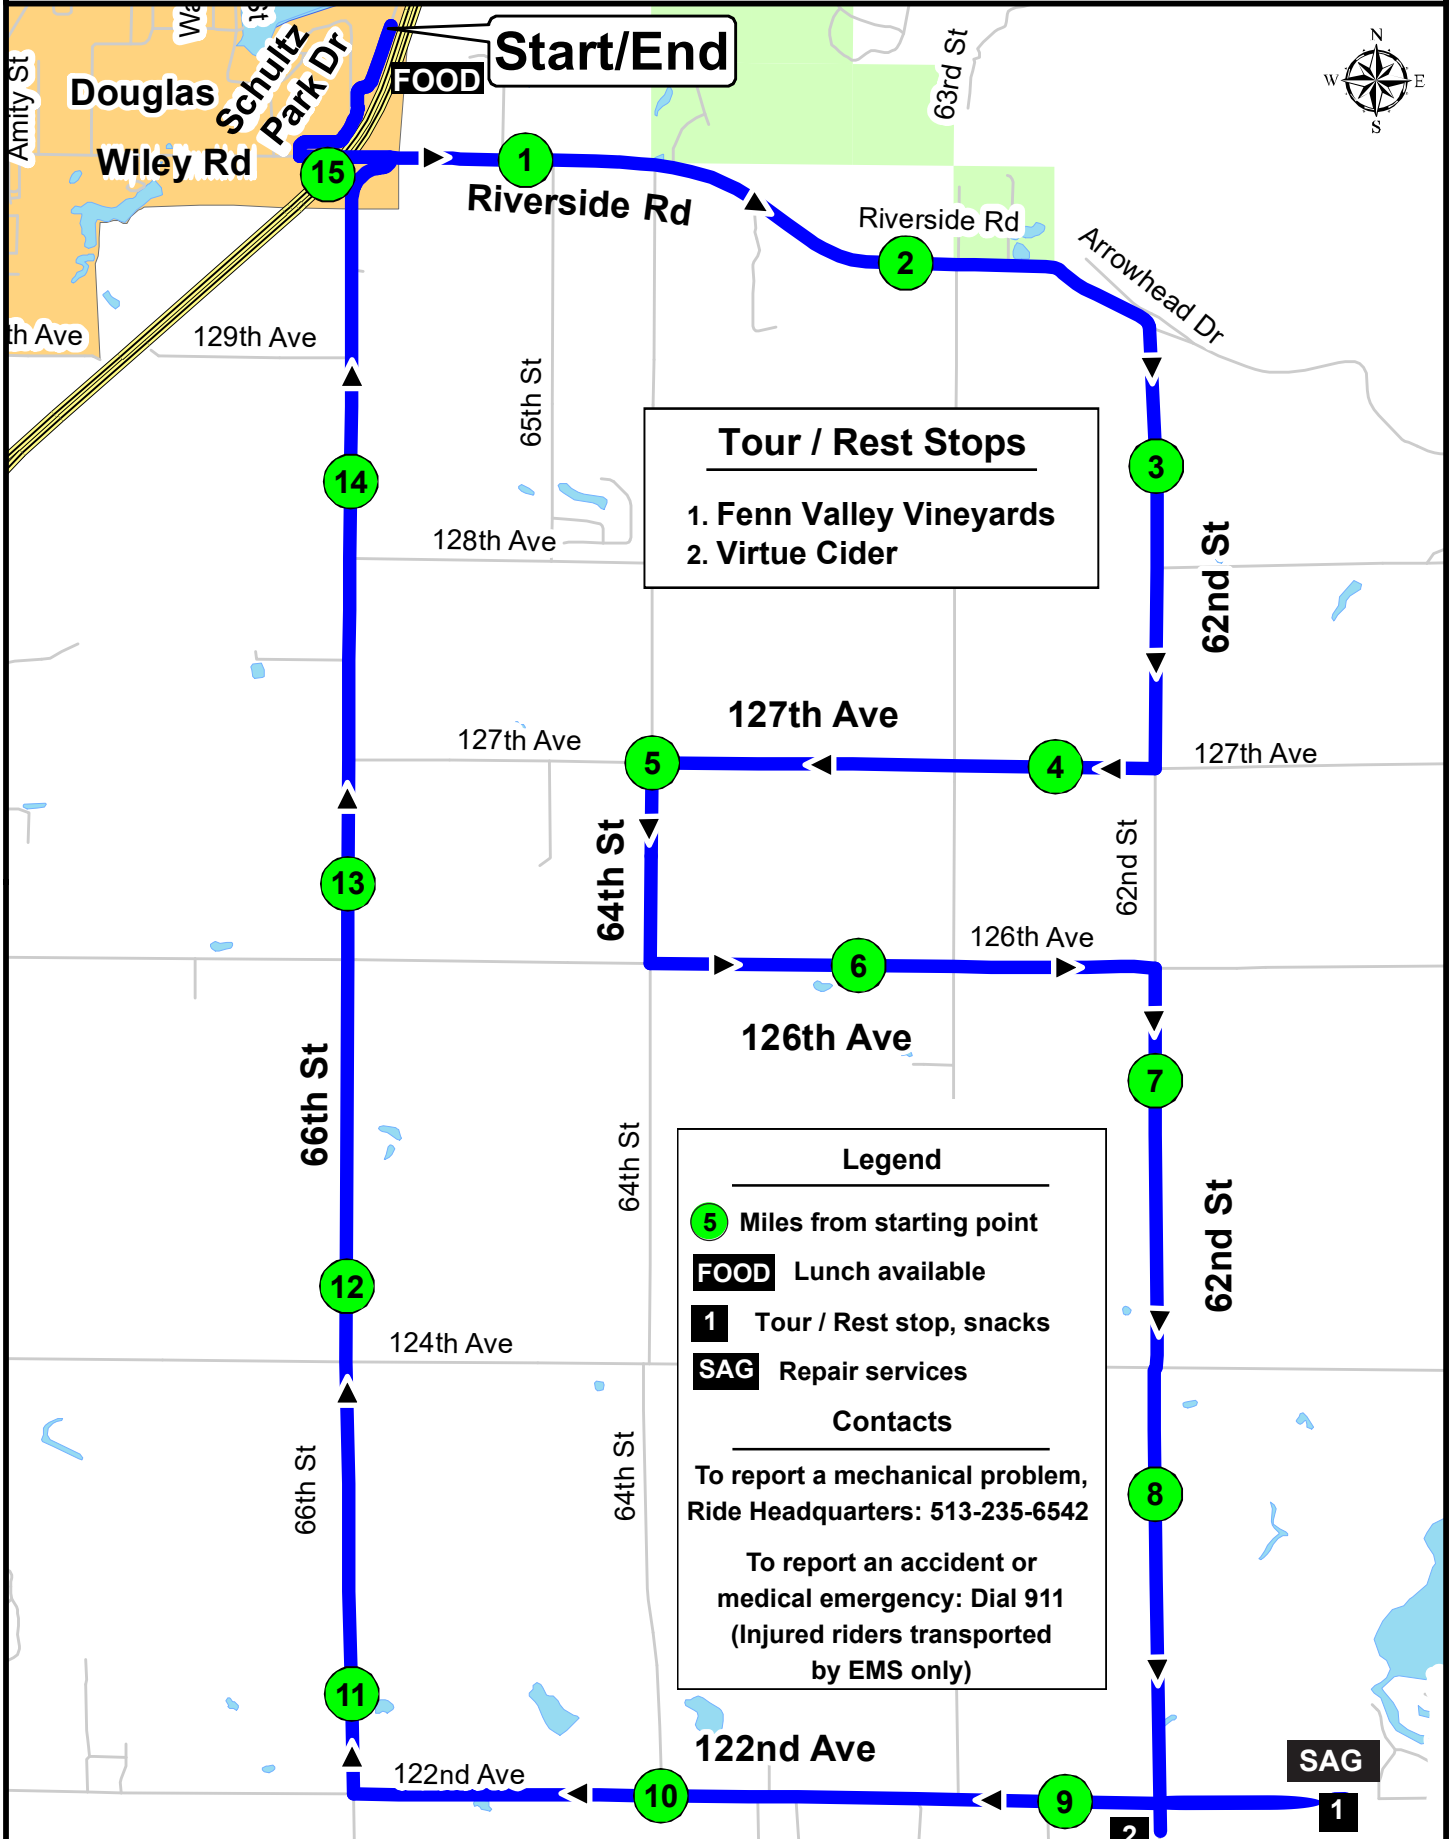 Start/End
FOOD
N
W
E
S
Amity St
Wa
St
Schultz
Park Dr
Douglas
Wiley Rd
63rd St
15
1
Riverside Rd
Riverside Rd
2
Arrowhead Dr
th Ave
129th Ave
65th St
Tour / Rest Stops
1. Fenn Valley Vineyards
2. Virtue Cider
3
14
128th Ave
62nd St
127th Ave
127th Ave
5
4
127th Ave
64th St
62nd St
13
126th Ave
6
126th Ave
66th St
7
64th St
62nd St
Legend
5 Miles from starting point
FOOD Lunch available
1 Tour / Rest stop, snacks
SAG Repair services
Contacts
To report a mechanical problem,
Ride Headquarters: 513-235-6542
To report an accident or
medical emergency: Dial 911
(Injured riders transported
by EMS only)
12
124th Ave
66th St
64th St
8
11
122nd Ave
122nd Ave
10
9
SAG
1
2